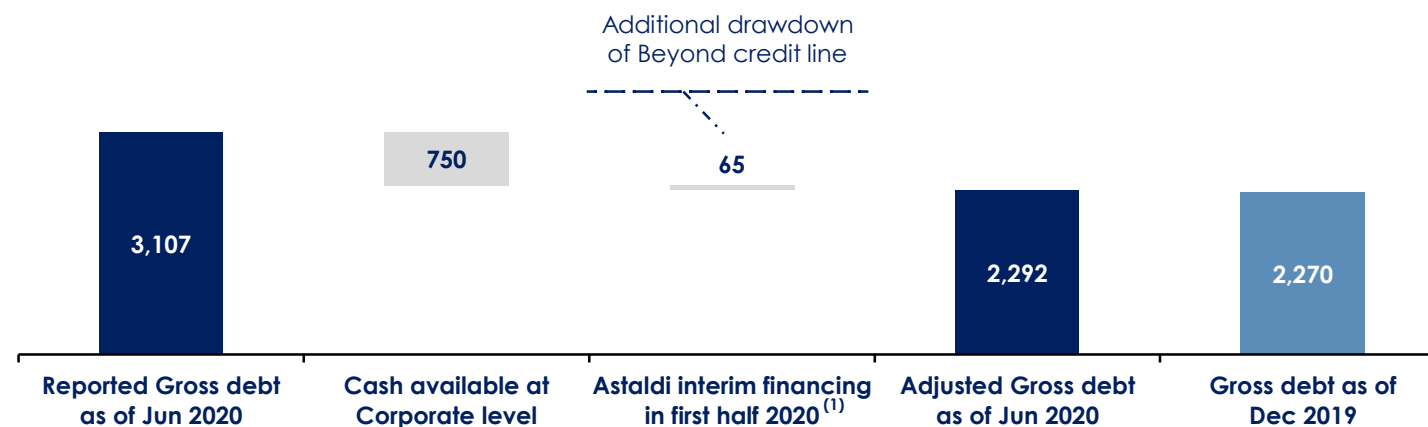 Additional drawdown
of Beyond credit line
750
65
3,107
2,292
2,270
Reported Gross debt
as of Jun 2020
Cash available at
Corporate level
Astaldi interim financing
in first half 2020 (1)
Adjusted Gross debt
as of Jun 2020
Gross debt as of
Dec 2019